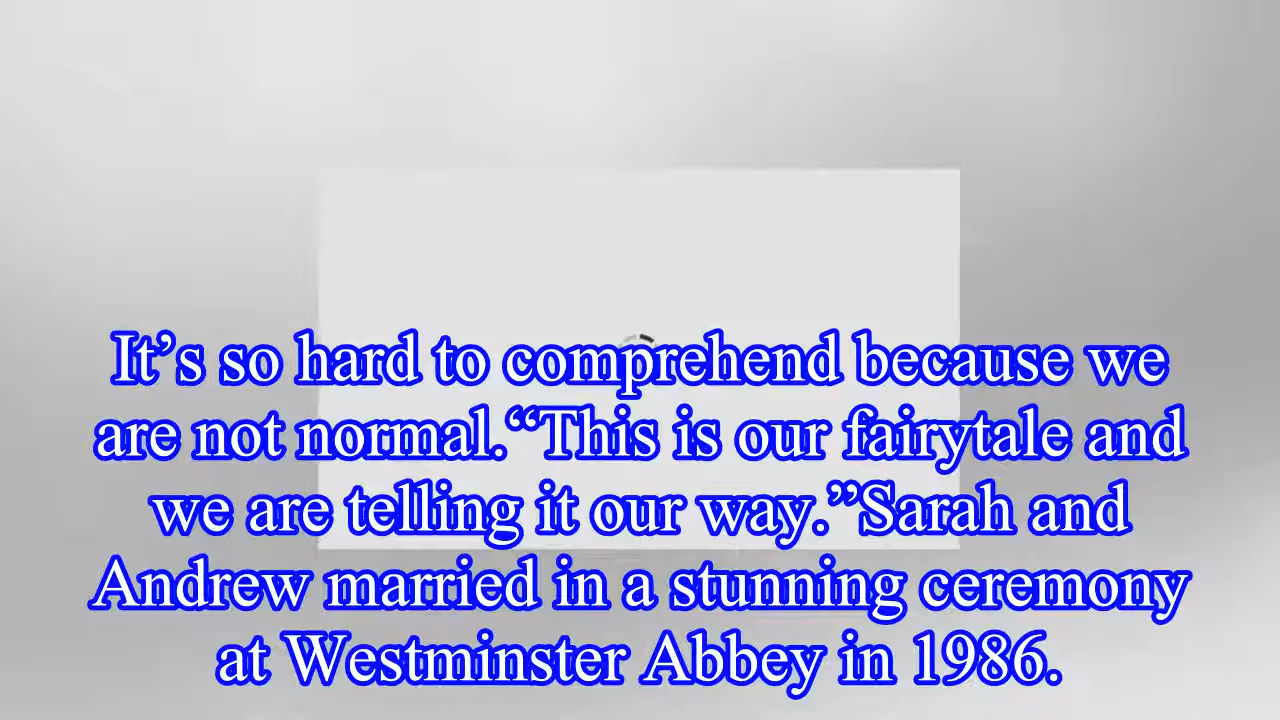 It’s so hard to comprehend because we
are not normal.“This is our fairytale and
we are telling it our way.”Sarah and
Andrew married in a stunning ceremony
at Westminster Abbey in 1986.